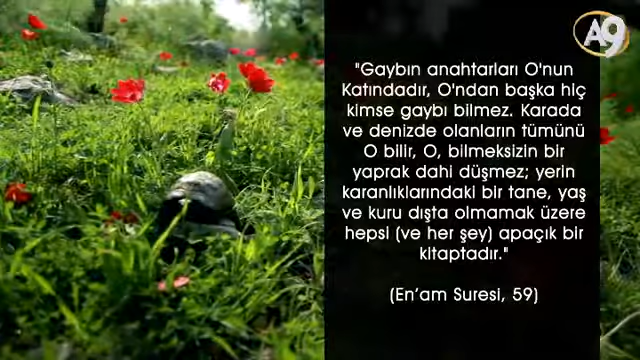 A9
"Gaybın anahtarları O'nun
Katındadır, O'ndan başka hiç
kimse gaybı bilmez. Karada
ve denizde olanların tümünü
O bilir, O, bilmeksizin bir
yaprak dahi düşmez; yerin
karanlıklarındaki bir tane, yaş
ve kuru dışta olmamak üzere
hepsi (ve her şey) apaçık bir
kitaptadır."
(En'am Suresi, 59)